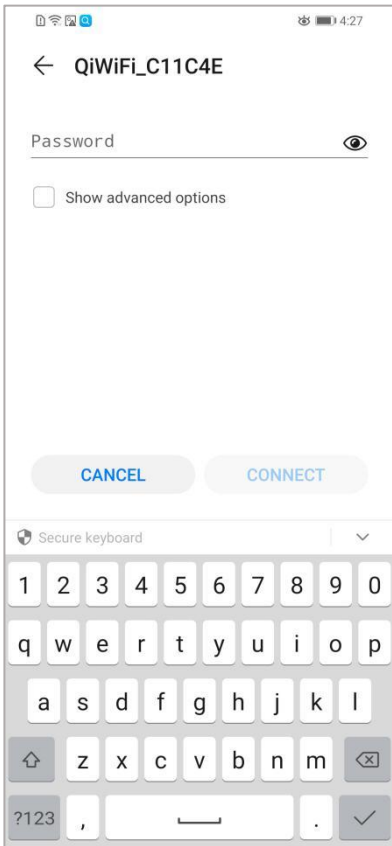 4:27
QiWiFi_C11C4E
Password
Show advanced options
CANCEL CONNECT
Secure keyboard
1 2 3 4 5 6 7 8 9 0
q w e r t y u i o p
a s d f g h j k l
z x c v b n m
?123 , .